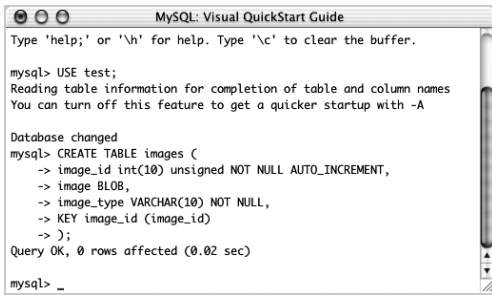 MySQL: Visual QuickStart Guide
Type 'help;' or '\h' for help. Type '\c' to clear the buffer.
mysql> USE test;
Reading table information for completion of table and column names
You can turn off this feature to get a quicker startup with -A
Database changed
mysql> CREATE TABLE images (
-> image_id int(10) unsigned NOT NULL AUTO_INCREMENT,
-> image BLOB,
-> image_type VARCHAR(10) NOT NULL,
-> KEY image_id (image_id)
-> );
Query OK, 0 rows affected (0.02 sec)
mysql> _